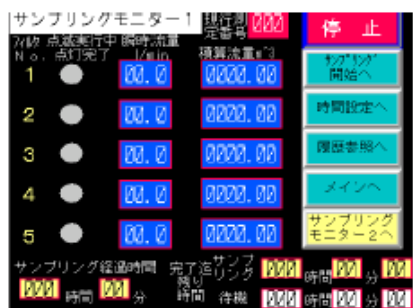 サンプリングモニター1 現行測定番号 000 停 止
フィルタ 点滅実行中 瞬時流量 積算流量m^3
No. 点灯完了 l/min
1 00.0 0000.00
2 00.0 0000.00
3 00.0 0000.00
4 00.0 0000.00
5 00.0 0000.00
サンプリング開始へ
時間設定へ
履歴参照へ
メインへ
サンプリング
モニター2へ
サンプリング経過時間 完了迄残り時間 サンプリング 000 時間 00 分 00
000 時間 00 分 待機 000 時間 00 分 00